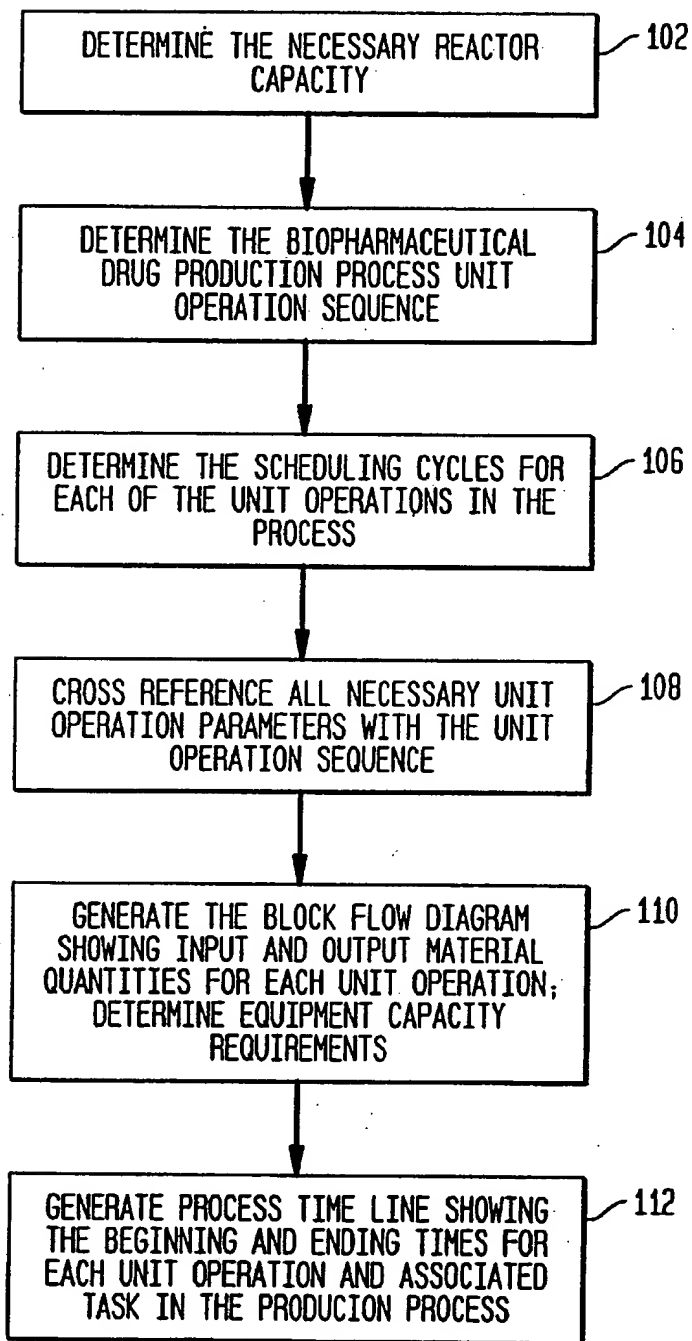 DETERMINE THE NECESSARY REACTOR
CAPACITY
102
DETERMINE THE BIOPHARMACEUTICAL
DRUG PRODUCTION PROCESS UNIT
OPERATION SEQUENCE
104
DETERMINE THE SCHEDULING CYCLES FOR
EACH OF THE UNIT OPERATIONS IN THE
PROCESS
106
CROSS REFERENCE ALL NECESSARY UNIT
OPERATION PARAMETERS WITH THE UNIT
OPERATION SEQUENCE
108
GENERATE THE BLOCK FLOW DIAGRAM
SHOWING INPUT AND OUTPUT MATERIAL
QUANTITIES FOR EACH UNIT OPERATION;
DETERMINE EQUIPMENT CAPACITY
REQUIREMENTS
110
GENERATE PROCESS TIME LINE SHOWING
THE BEGINNING AND ENDING TIMES FOR
EACH UNIT OPERATION AND ASSOCIATED
TASK IN THE PRODUCION PROCESS
112